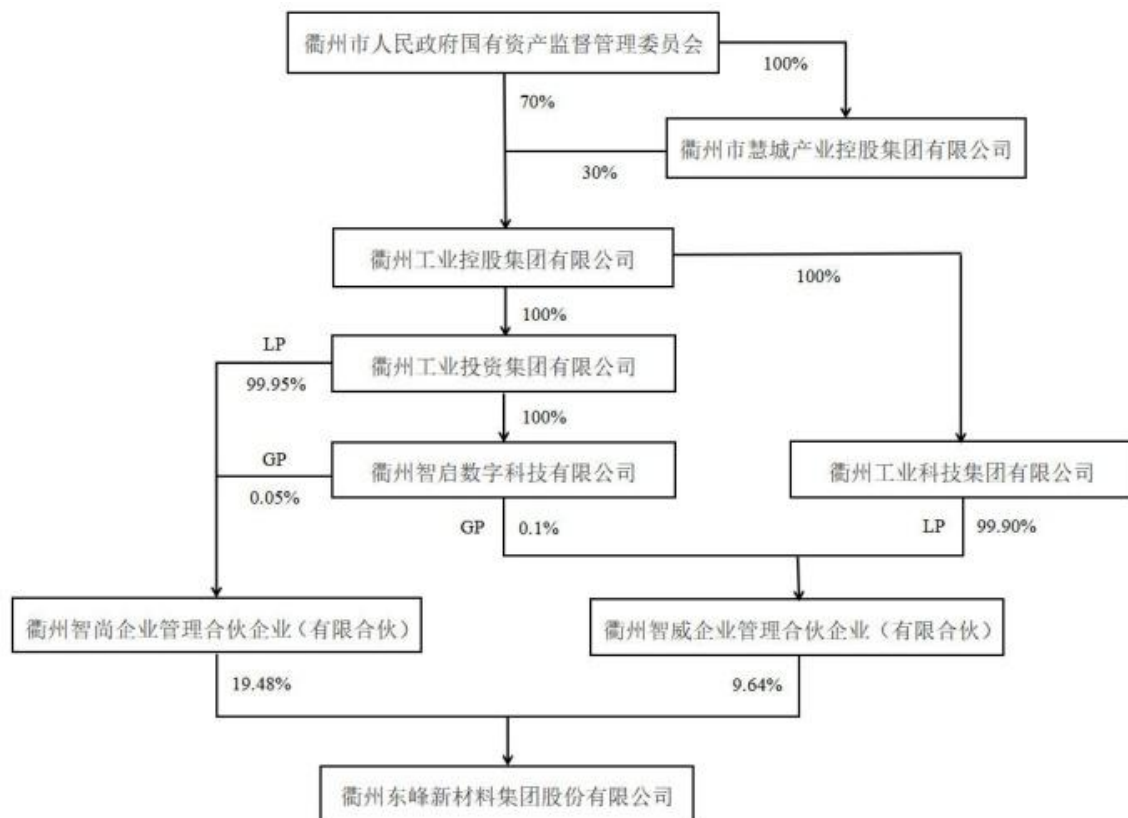 衢州市人民政府国有资产监督管理委员会
100%
70%
衢州市慧城产业控股集团有限公司
30%
衢州工业控股集团有限公司
100%
100%
LP
衢州工业投资集团有限公司
99.95%
100%
GP
衢州智启数字科技有限公司
衢州工业科技集团有限公司
0.05%
GP
0.1%
LP
99.90%
衢州智尚企业管理合伙企业（有限合伙）
衢州智威企业管理合伙企业（有限合伙）
19.48%
9.64%
衢州东峰新材料集团股份有限公司